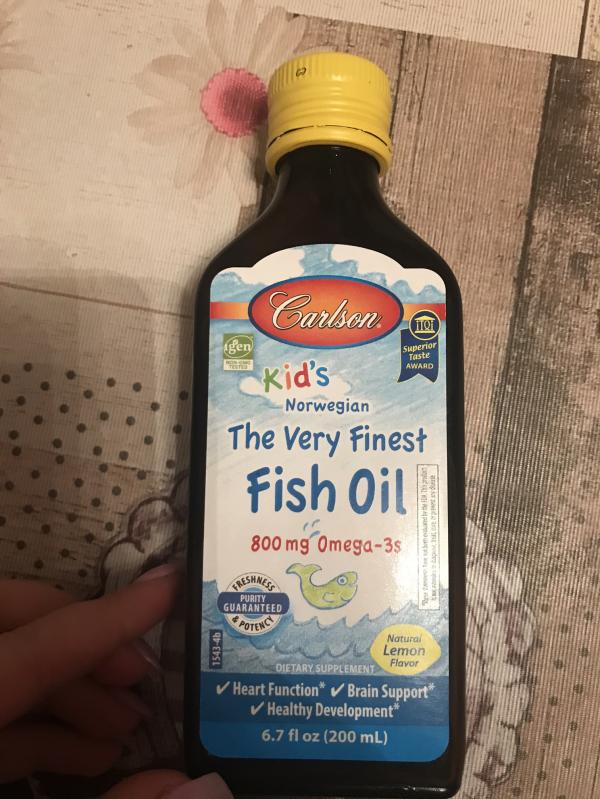 Carlson
ITQI
Superior
Taste
AWARD
igen
NON-GMO
TESTED
Kid's
Norwegian
The Very Finest
Fish Oil
800 mg Omega-3s
FRESHNESS
PURITY
GUARANTEED
& POTENCY
1543-4b
Natural
Lemon
Flavor
DIETARY SUPPLEMENT
✓ Heart Function* ✓ Brain Support*
✓ Healthy Development*
6.7 fl oz (200 mL)